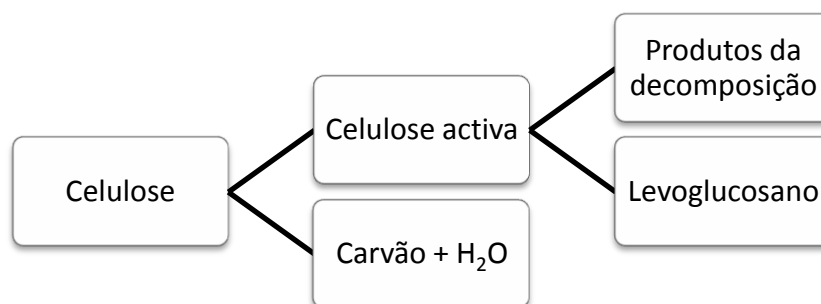 Produtos da
decomposição
Celulose activa
Celulose
Levoglucosano
Carvão + H₂O